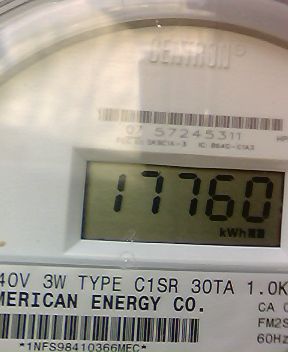 CENTRON®
07 57245311
17760
kWh
40V 3W TYPE C1SR 30TA 1.0K
MERICAN ENERGY CO.
CA 0
FM2S
60Hz
*1NFS98410366MEC*